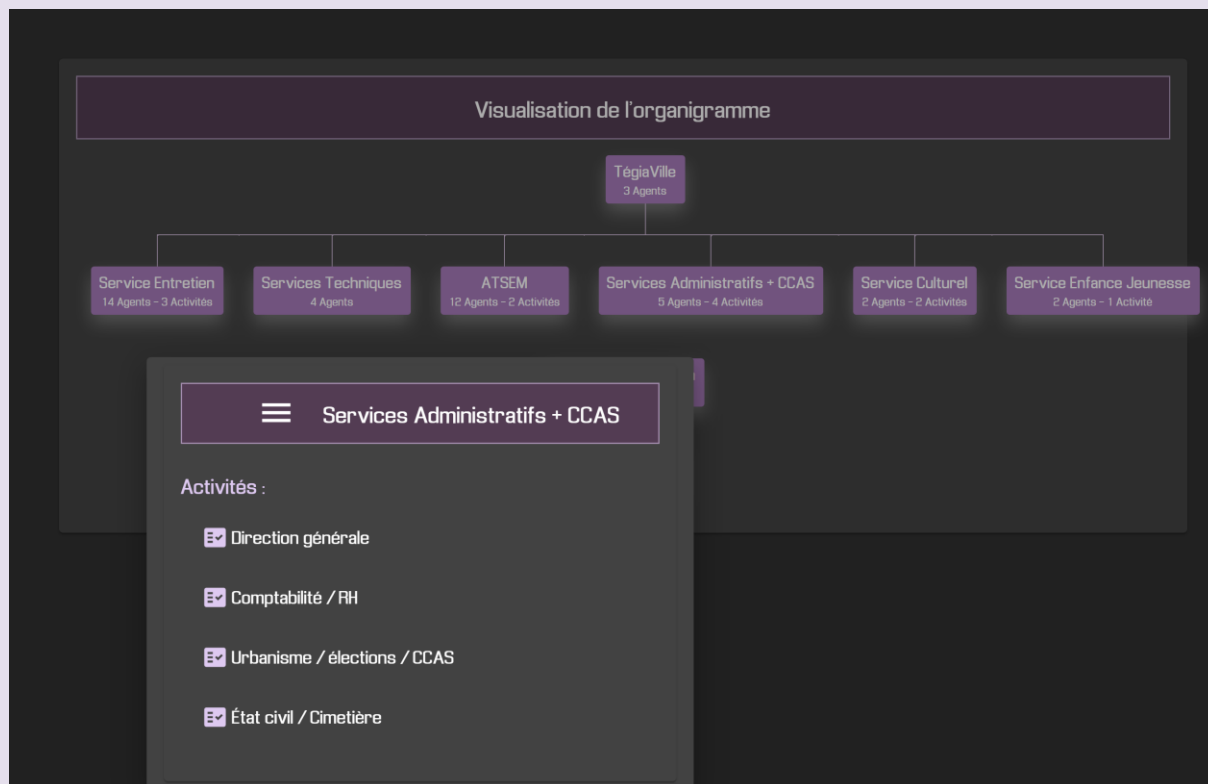 Visualisation de l'organigramme
TégiaVille
3 Agents
Service Entretien
14 Agents - 3 Activités
Services Techniques
4 Agents
ATSEM
12 Agents - 2 Activités
Services Administratifs + CCAS
5 Agents - 4 Activités
Service Culturel
2 Agents - 2 Activités
Service Enfance Jeunesse
2 Agents - 1 Activité
Services Administratifs + CCAS
Activités :
Direction générale
Comptabilité / RH
Urbanisme / élections / CCAS
État civil / Cimetière